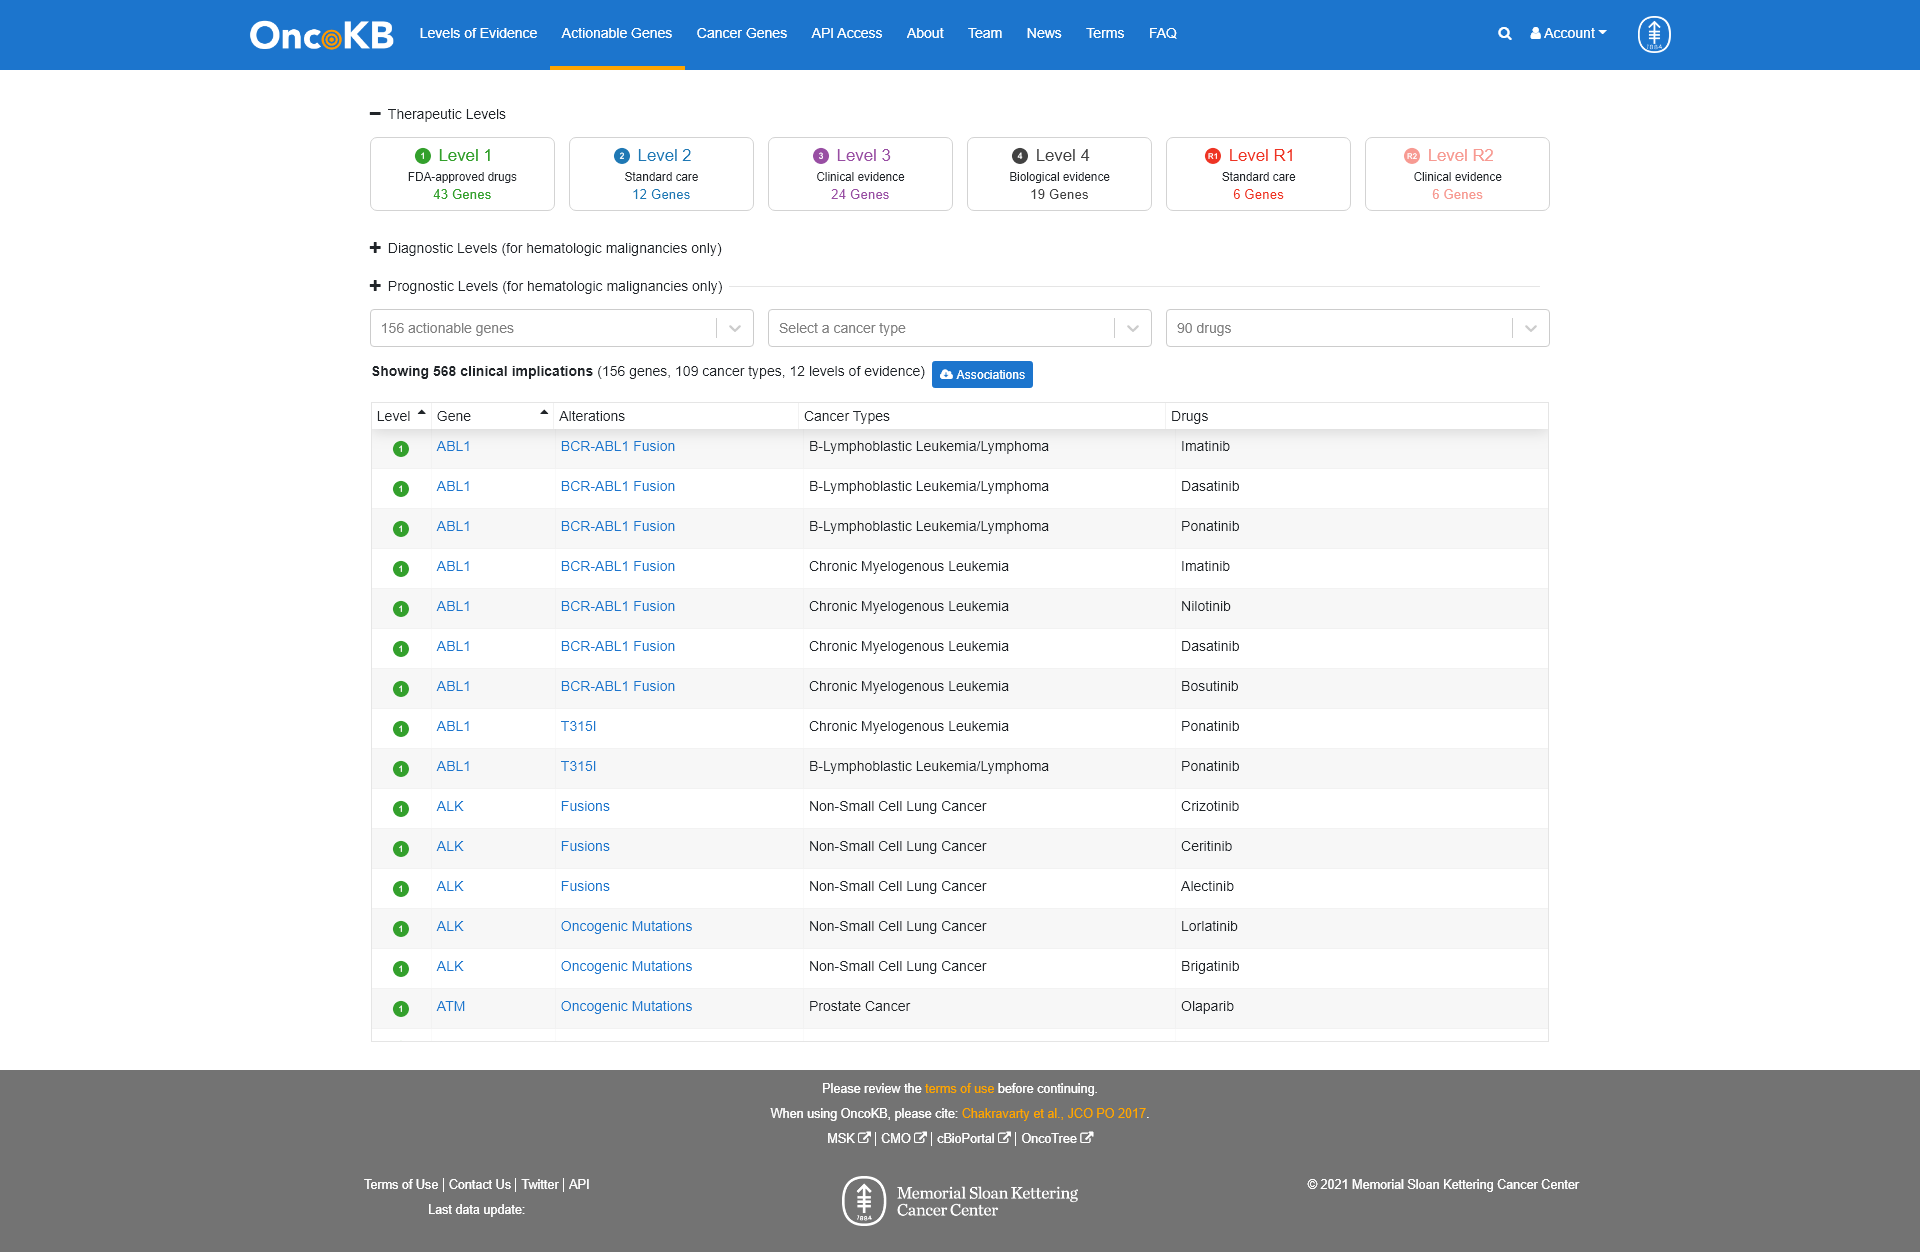 OncoKB Levels of Evidence Actionable Genes Cancer Genes API Access About Team News Terms FAQ Account
Therapeutic Levels
1 Level 1
FDA-approved drugs
43 Genes
2 Level 2
Standard care
12 Genes
3 Level 3
Clinical evidence
24 Genes
4 Level 4
Biological evidence
19 Genes
R1 Level R1
Standard care
6 Genes
R2 Level R2
Clinical evidence
6 Genes
Diagnostic Levels (for hematologic malignancies only)
Prognostic Levels (for hematologic malignancies only)
156 actionable genes Select a cancer type 90 drugs
Showing 568 clinical implications (156 genes, 109 cancer types, 12 levels of evidence) Associations
Level Gene Alterations Cancer Types Drugs
1 ABL1 BCR-ABL1 Fusion B-Lymphoblastic Leukemia/Lymphoma Imatinib
1 ABL1 BCR-ABL1 Fusion B-Lymphoblastic Leukemia/Lymphoma Dasatinib
1 ABL1 BCR-ABL1 Fusion B-Lymphoblastic Leukemia/Lymphoma Ponatinib
1 ABL1 BCR-ABL1 Fusion Chronic Myelogenous Leukemia Imatinib
1 ABL1 BCR-ABL1 Fusion Chronic Myelogenous Leukemia Nilotinib
1 ABL1 BCR-ABL1 Fusion Chronic Myelogenous Leukemia Dasatinib
1 ABL1 BCR-ABL1 Fusion Chronic Myelogenous Leukemia Bosutinib
1 ABL1 T315I Chronic Myelogenous Leukemia Ponatinib
1 ABL1 T315I B-Lymphoblastic Leukemia/Lymphoma Ponatinib
1 ALK Fusions Non-Small Cell Lung Cancer Crizotinib
1 ALK Fusions Non-Small Cell Lung Cancer Ceritinib
1 ALK Fusions Non-Small Cell Lung Cancer Alectinib
1 ALK Oncogenic Mutations Non-Small Cell Lung Cancer Lorlatinib
1 ALK Oncogenic Mutations Non-Small Cell Lung Cancer Brigatinib
1 ATM Oncogenic Mutations Prostate Cancer Olaparib
Please review the terms of use before continuing.
When using OncoKB, please cite: Chakravarty et al., JCO PO 2017.
MSK | CMO | cBioPortal | OncoTree
Terms of Use | Contact Us | Twitter | API
Last data update:
1884
Memorial Sloan Kettering
Cancer Center
© 2021 Memorial Sloan Kettering Cancer Center